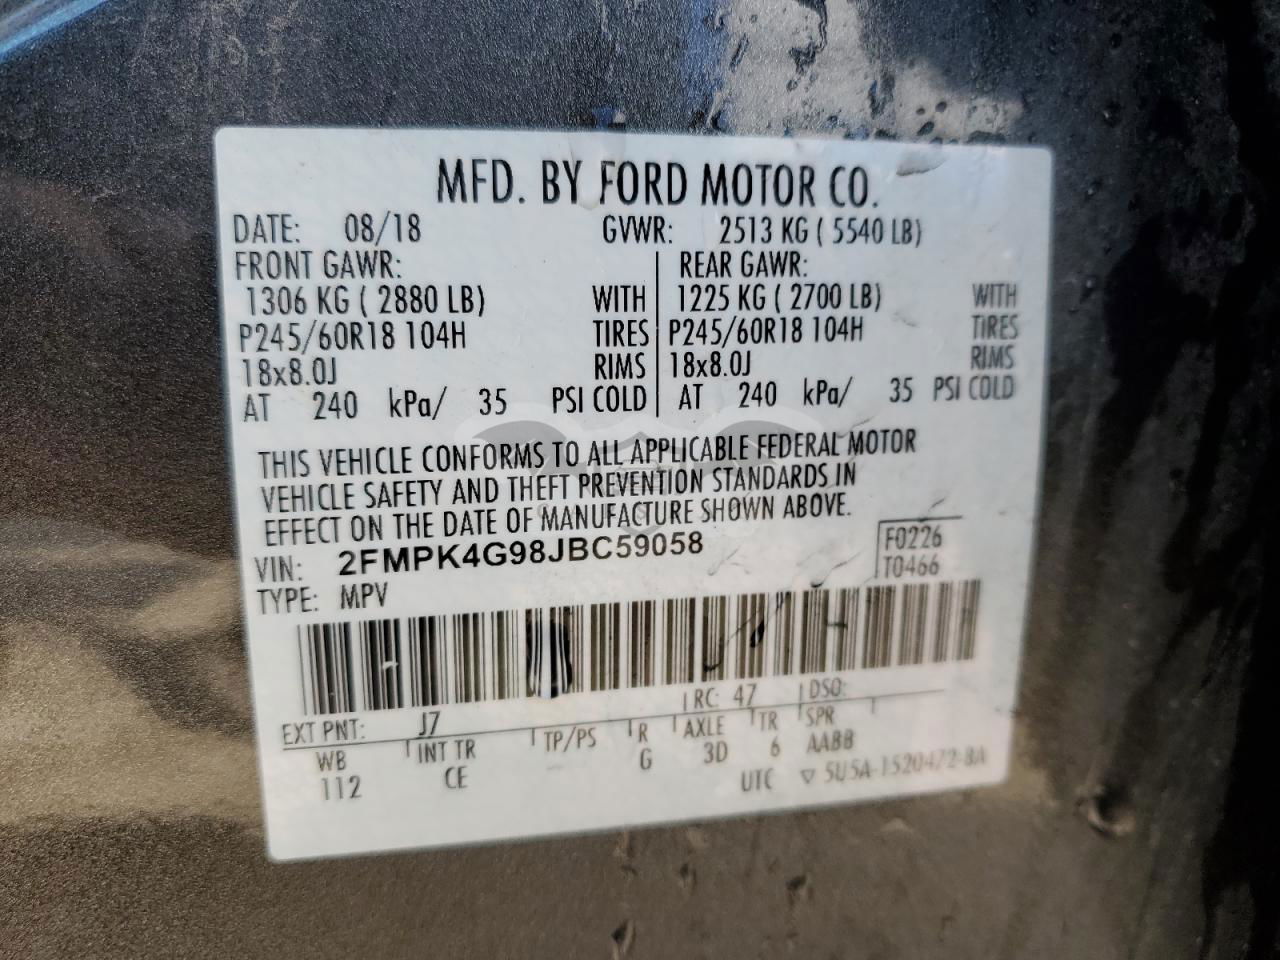 MFD. BY FORD MOTOR CO.
DATE: 08/18 GVWR: 2513 KG ( 5540 LB)
FRONT GAWR: REAR GAWR:
1306 KG ( 2880 LB) WITH 1225 KG ( 2700 LB) WITH
P245/60R18 104H TIRES P245/60R18 104H TIRES
18x8.0J RIMS 18x8.0J RIMS
AT 240 kPa/ 35 PSI COLD AT 240 kPa/ 35 PSI COLD
THIS VEHICLE CONFORMS TO ALL APPLICABLE FEDERAL MOTOR
VEHICLE SAFETY AND THEFT PREVENTION STANDARDS IN
EFFECT ON THE DATE OF MANUFACTURE SHOWN ABOVE.
VIN: 2FMPK4G98JBC59058 F0226
TYPE: MPV T0466
EXT PNT: J7 RC: 47 DSO:
WB INT TR TP/PS R AXLE TR SPR
112 CE G 3D 6 AABB
UTC ▽ 5U5A-1520472-BA